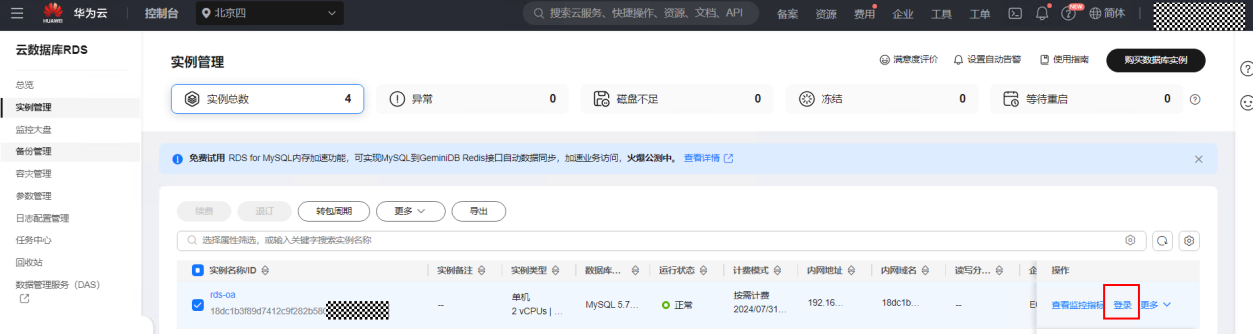 HUAWEI 华为云 控制台 北京四 搜索云服务、快捷操作、资源、文档、API 备案 资源 费用 企业 工具 工单 NEW 简体
云数据库RDS
总览
实例管理
监控大盘
备份管理
容灾管理
参数管理
日志配置管理
任务中心
回收站
数据管理服务（DAS）
实例管理 满意度评价 设置自动告警 使用指南 购买数据库实例
实例总数 4 异常 0 磁盘不足 0 冻结 0 等待重启 0
免费试用 RDS for MySQL内存加速功能，可实现MySQL到GeminiDB Redis接口自动数据同步，加速业务访问，火爆公测中。 查看详情
续费 退订 转包周期 更多 导出
选择属性筛选，或输入关键字搜索实例名称
实例名称/ID 实例备注 实例类型 数据库... 运行状态 计费模式 内网地址 内网域名 读写分... 企 操作
rds-oa
18dc1b3f89d7412c9f282b58
--
单机
2 vCPUs | ...
MySQL 5.7...
正常
按需计费
2024/07/31...
192.16...
18dc1b...
--
查看监控指标 登录 更多